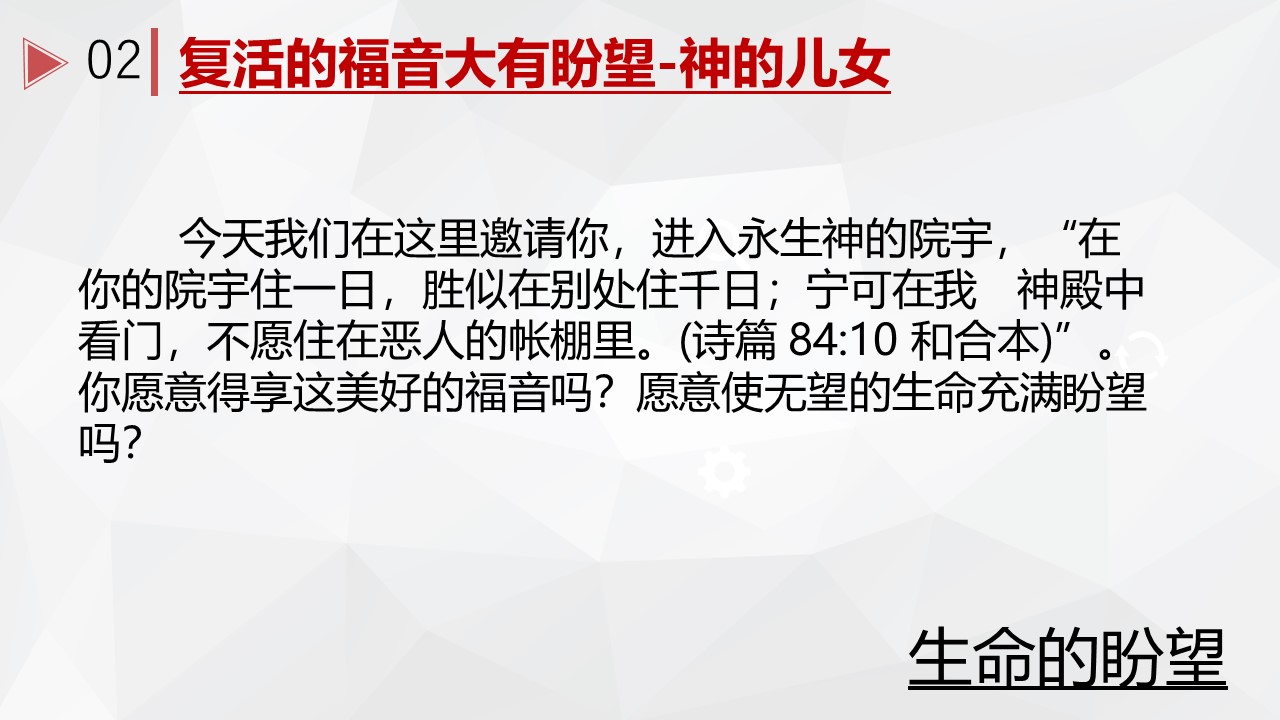 02 复活的福音大有盼望-神的儿女
今天我们在这里邀请你，进入永生神的院宇，“在
你的院宇住一日，胜似在别处住千日；宁可在我　神殿中
看门，不愿住在恶人的帐棚里。(诗篇 84:10 和合本)”。
你愿意得享这美好的福音吗？愿意使无望的生命充满盼望
吗？
生命的盼望